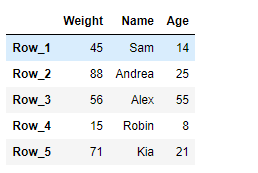 Weight Name Age
Row_1 45 Sam 14
Row_2 88 Andrea 25
Row_3 56 Alex 55
Row_4 15 Robin 8
Row_5 71 Kia 21